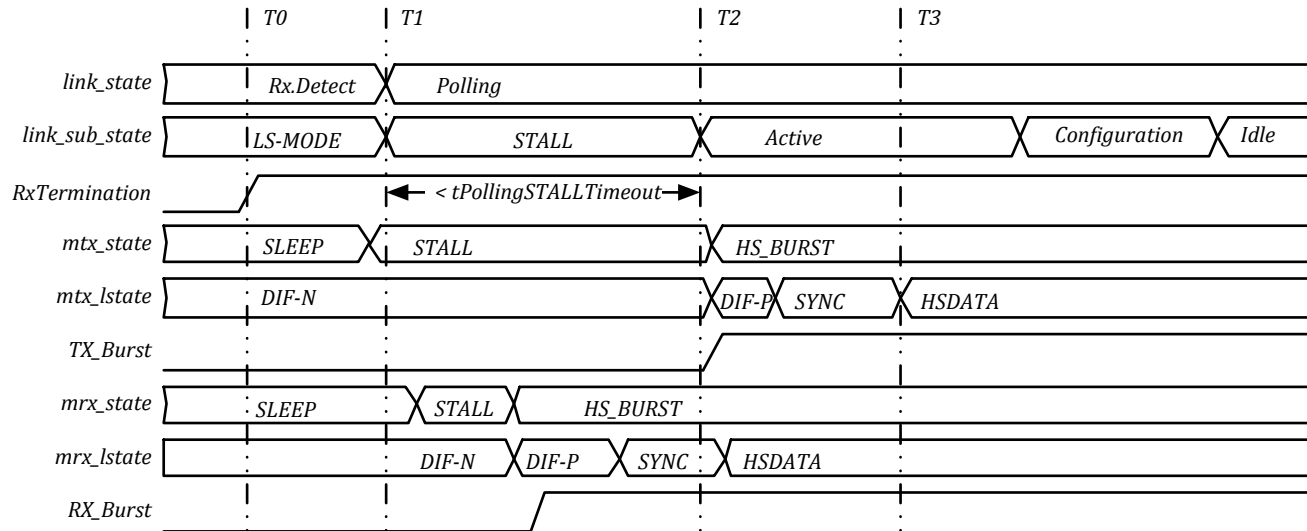 T0 T1 T2 T3
link_state Rx.Detect Polling
link_sub_state LS-MODE STALL Active Configuration Idle
RxTermination < tPollingSTALLTimeout
mtx_state SLEEP STALL HS_BURST
mtx_lstate DIF-N DIF-P SYNC HSDATA
TX_Burst
mrx_state SLEEP STALL HS_BURST
mrx_lstate DIF-N DIF-P SYNC HSDATA
RX_Burst